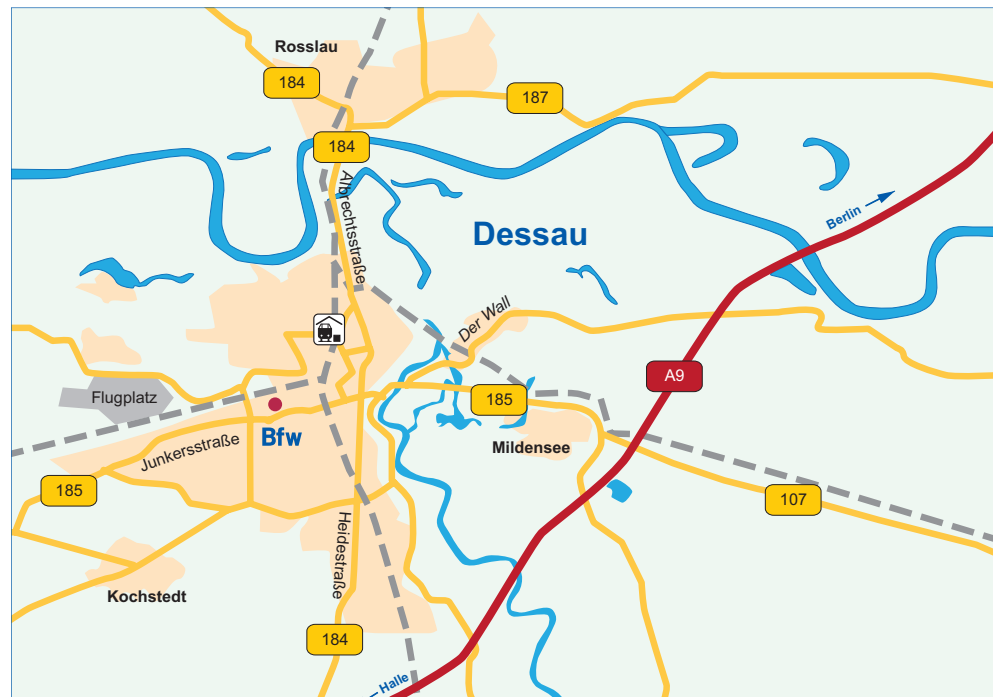 Rosslau
184
187
184
Albrechtsstraße
Dessau
Berlin
Der Wall
A9
Flugplatz
185
Bfw
Mildensee
Junkersstraße
185
107
Heidestraße
Kochstedt
184
Halle